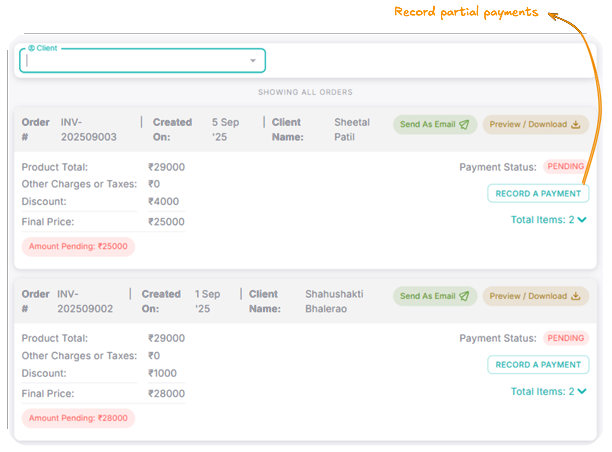 Record partial payments
Client
SHOWING ALL ORDERS
Order # INV-202509003 Created On: 5 Sep '25 Client Name: Sheetal Patil Send As Email Preview / Download
Product Total: ₹29000 Payment Status: PENDING
Other Charges or Taxes: ₹0
Discount: ₹4000 RECORD A PAYMENT
Final Price: ₹25000 Total Items: 2
Amount Pending: ₹25000
Order # INV-202509002 Created On: 1 Sep '25 Client Name: Shahushakti Bhalerao Send As Email Preview / Download
Product Total: ₹29000 Payment Status: PENDING
Other Charges or Taxes: ₹0
Discount: ₹1000 RECORD A PAYMENT
Final Price: ₹28000 Total Items: 2
Amount Pending: ₹28000